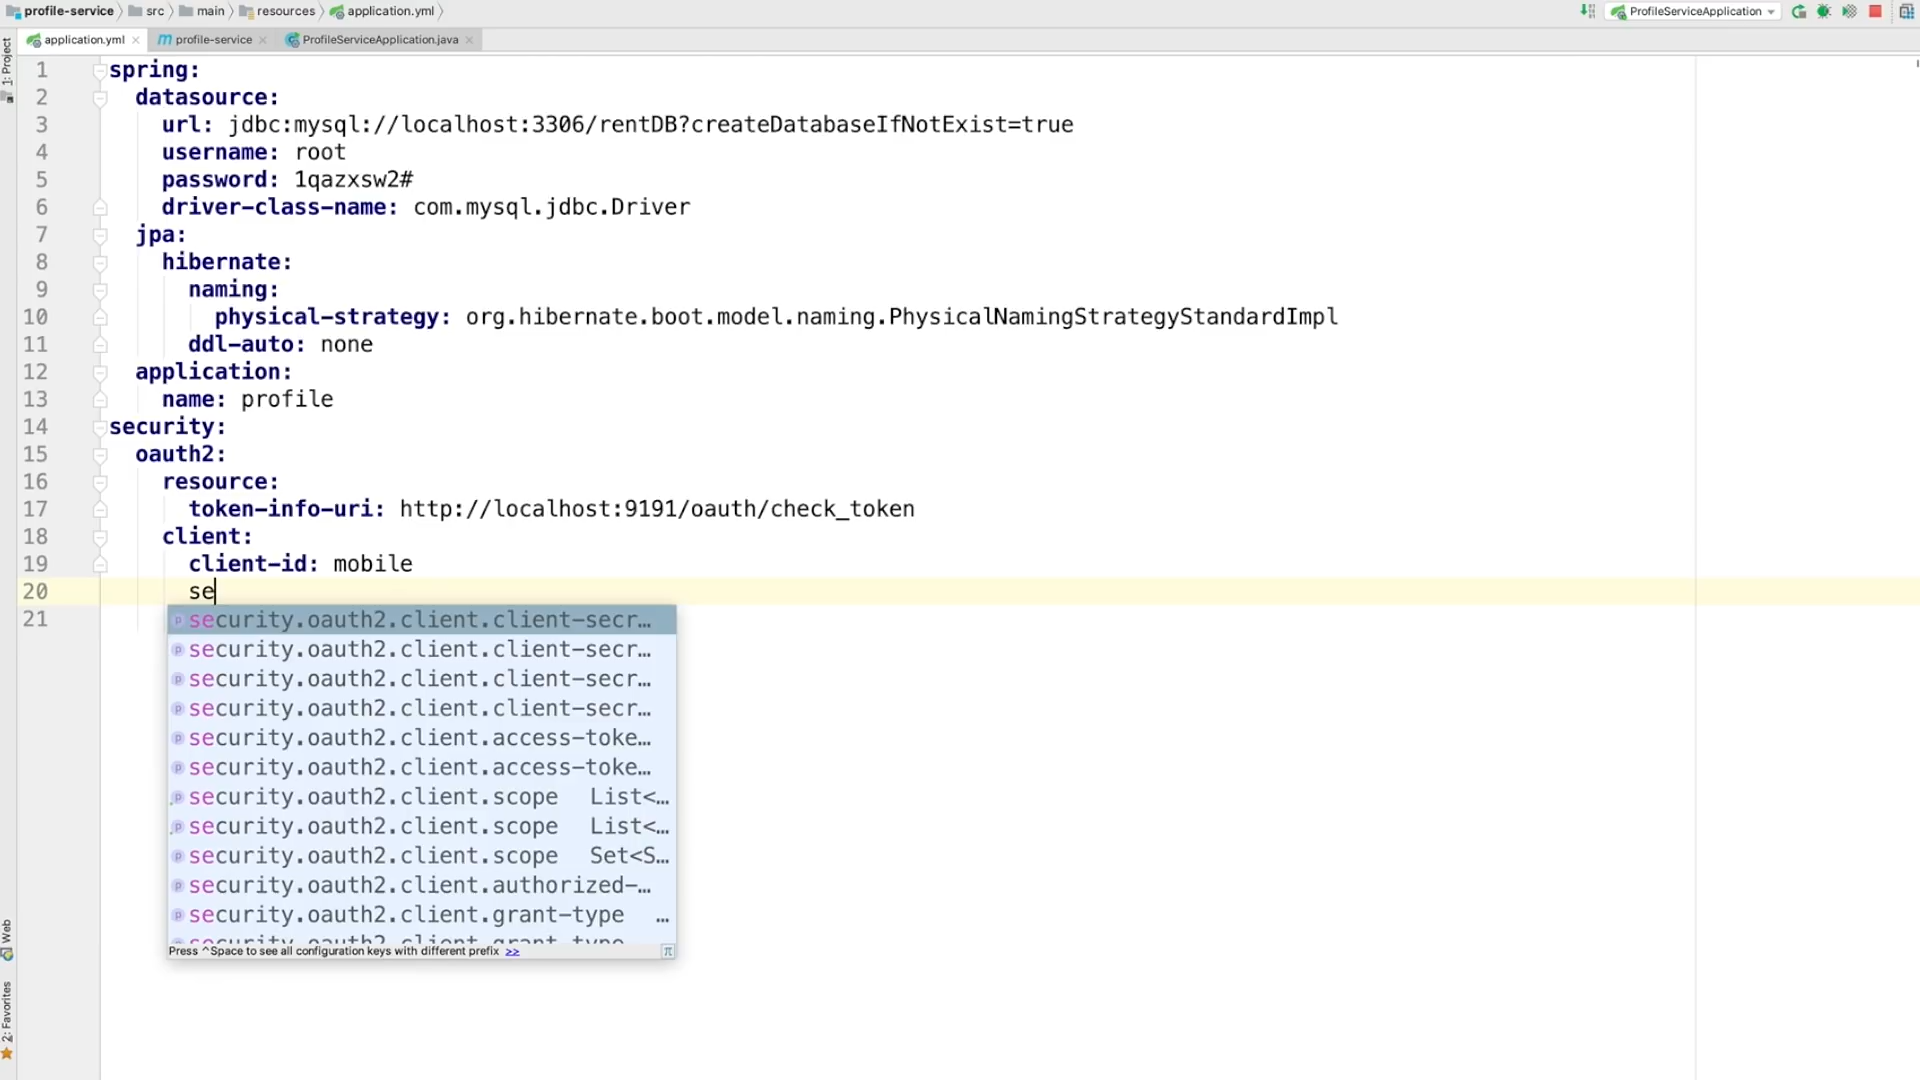 profile-service src main resources application.yml ProfileServiceApplication
application.yml profile-service ProfileServiceApplication.java
1: Project
1 spring:
2 datasource:
3 url: jdbc:mysql://localhost:3306/rentDB?createDatabaseIfNotExist=true
4 username: root
5 password: 1qazxsw2#
6 driver-class-name: com.mysql.jdbc.Driver
7 jpa:
8 hibernate:
9 naming:
10 physical-strategy: org.hibernate.boot.model.naming.PhysicalNamingStrategyStandardImpl
11 ddl-auto: none
12 application:
13 name: profile
14 security:
15 oauth2:
16 resource:
17 token-info-uri: http://localhost:9191/oauth/check_token
18 client:
19 client-id: mobile
20 se
21
p security.oauth2.client.client-secr…
p security.oauth2.client.client-secr…
p security.oauth2.client.client-secr…
p security.oauth2.client.client-secr…
p security.oauth2.client.access-toke…
p security.oauth2.client.access-toke…
p security.oauth2.client.scope List<…
p security.oauth2.client.scope List<…
p security.oauth2.client.scope Set<S…
p security.oauth2.client.authorized-…
p security.oauth2.client.grant-type …
p security.oauth2.client.grant-type
Press ^Space to see all configuration keys with different prefix >> π
Web
2: Favorites